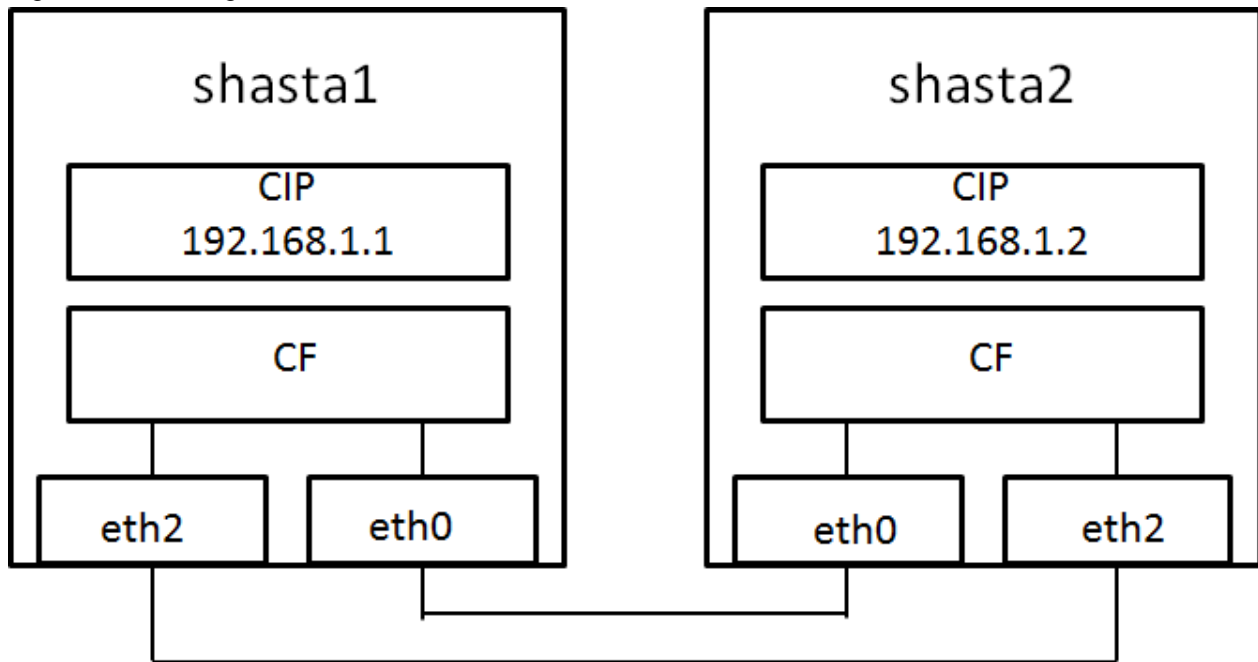 shasta1
CIP
192.168.1.1
CF
eth2
eth0
shasta2
CIP
192.168.1.2
CF
eth0
eth2